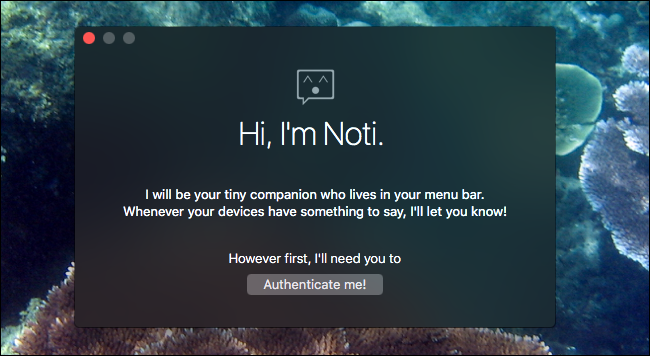 Hi, I'm Noti.
I will be your tiny companion who lives in your menu bar.
Whenever your devices have something to say, I'll let you know!
However first, I'll need you to
Authenticate me!